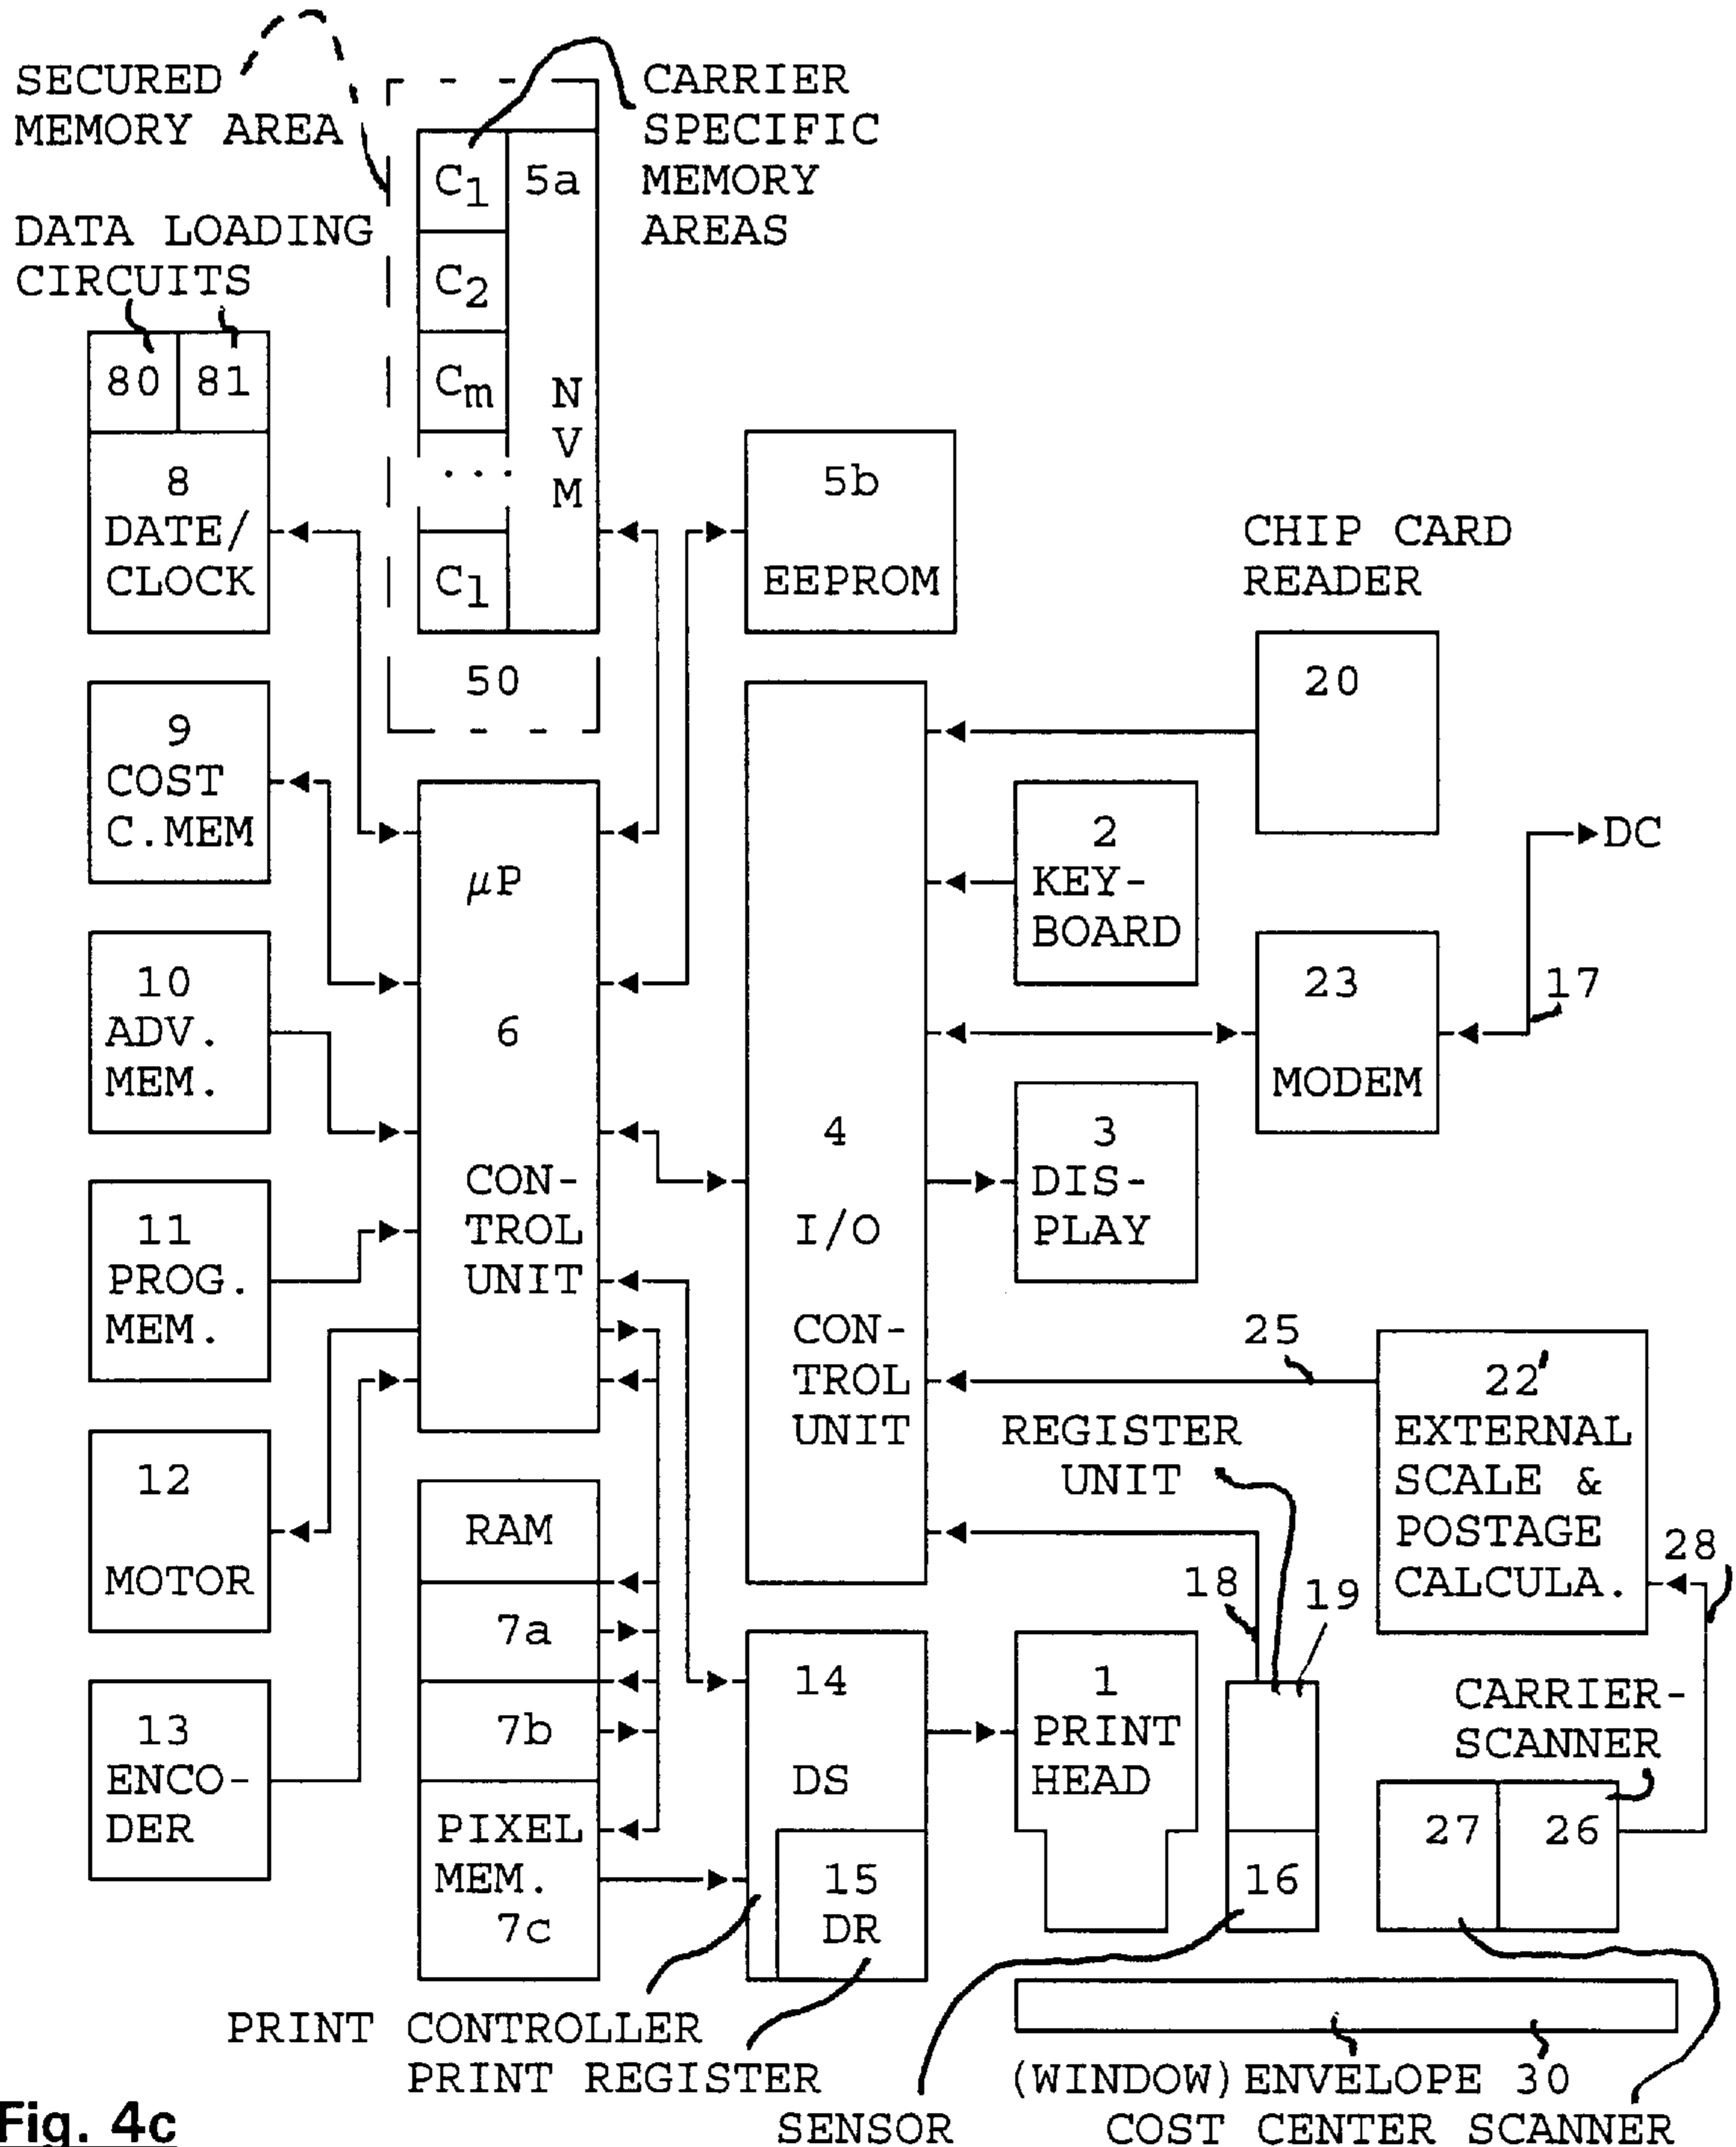 SECURED
MEMORY AREA
CARRIER
SPECIFIC
MEMORY
AREAS
DATA LOADING
CIRCUITS
80 81
8
DATE/
CLOCK
C1 5a
C2
Cm
...
C1
N
V
M
50
5b
EEPROM
CHIP CARD
READER
20
9
COST
C.MEM
2
KEY-
BOARD
DC
10
ADV.
MEM.
µP
6
CON-
TROL
UNIT
23
MODEM
17
4
I/O
CON-
TROL
UNIT
3
DIS-
PLAY
11
PROG.
MEM.
25
22'
EXTERNAL
SCALE &
POSTAGE
CALCULA.
28
REGISTER
UNIT
12
MOTOR
RAM
7a
7b
PIXEL
MEM.
7c
18
19
13
ENCO-
DER
14
DS
15
DR
1
PRINT
HEAD
16
CARRIER-
SCANNER
27 26
PRINT CONTROLLER
PRINT REGISTER
SENSOR
(WINDOW) ENVELOPE 30
COST CENTER SCANNER
Fig. 4c